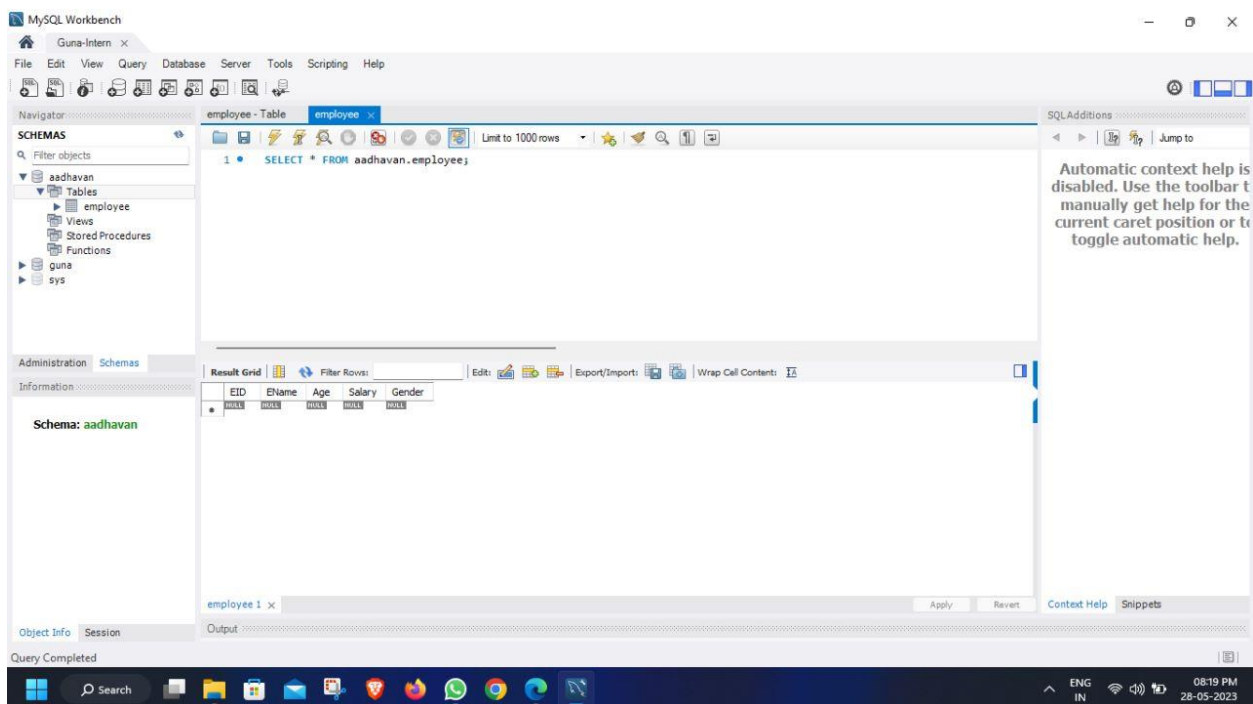 MySQL Workbench
Guna-Intern
File Edit View Query Database Server Tools Scripting Help
Navigator
SCHEMAS
Filter objects
aadhavan
Tables
employee
Views
Stored Procedures
Functions
guna
sys
Administration Schemas
Information
Schema: aadhavan
Object Info Session
Query Completed
employee - Table employee
Limit to 1000 rows
1 SELECT * FROM aadhavan.employee;
Result Grid Filter Rows: Edit: Export/Import: Wrap Cell Content:
EID EName Age Salary Gender
NULL NULL NULL NULL NULL
employee 1
Apply Revert
Output
SQLAdditions
Jump to
Automatic context help is
disabled. Use the toolbar t
manually get help for the
current caret position or to
toggle automatic help.
Context Help Snippets
Search
ENG
IN
08:19 PM
28-05-2023